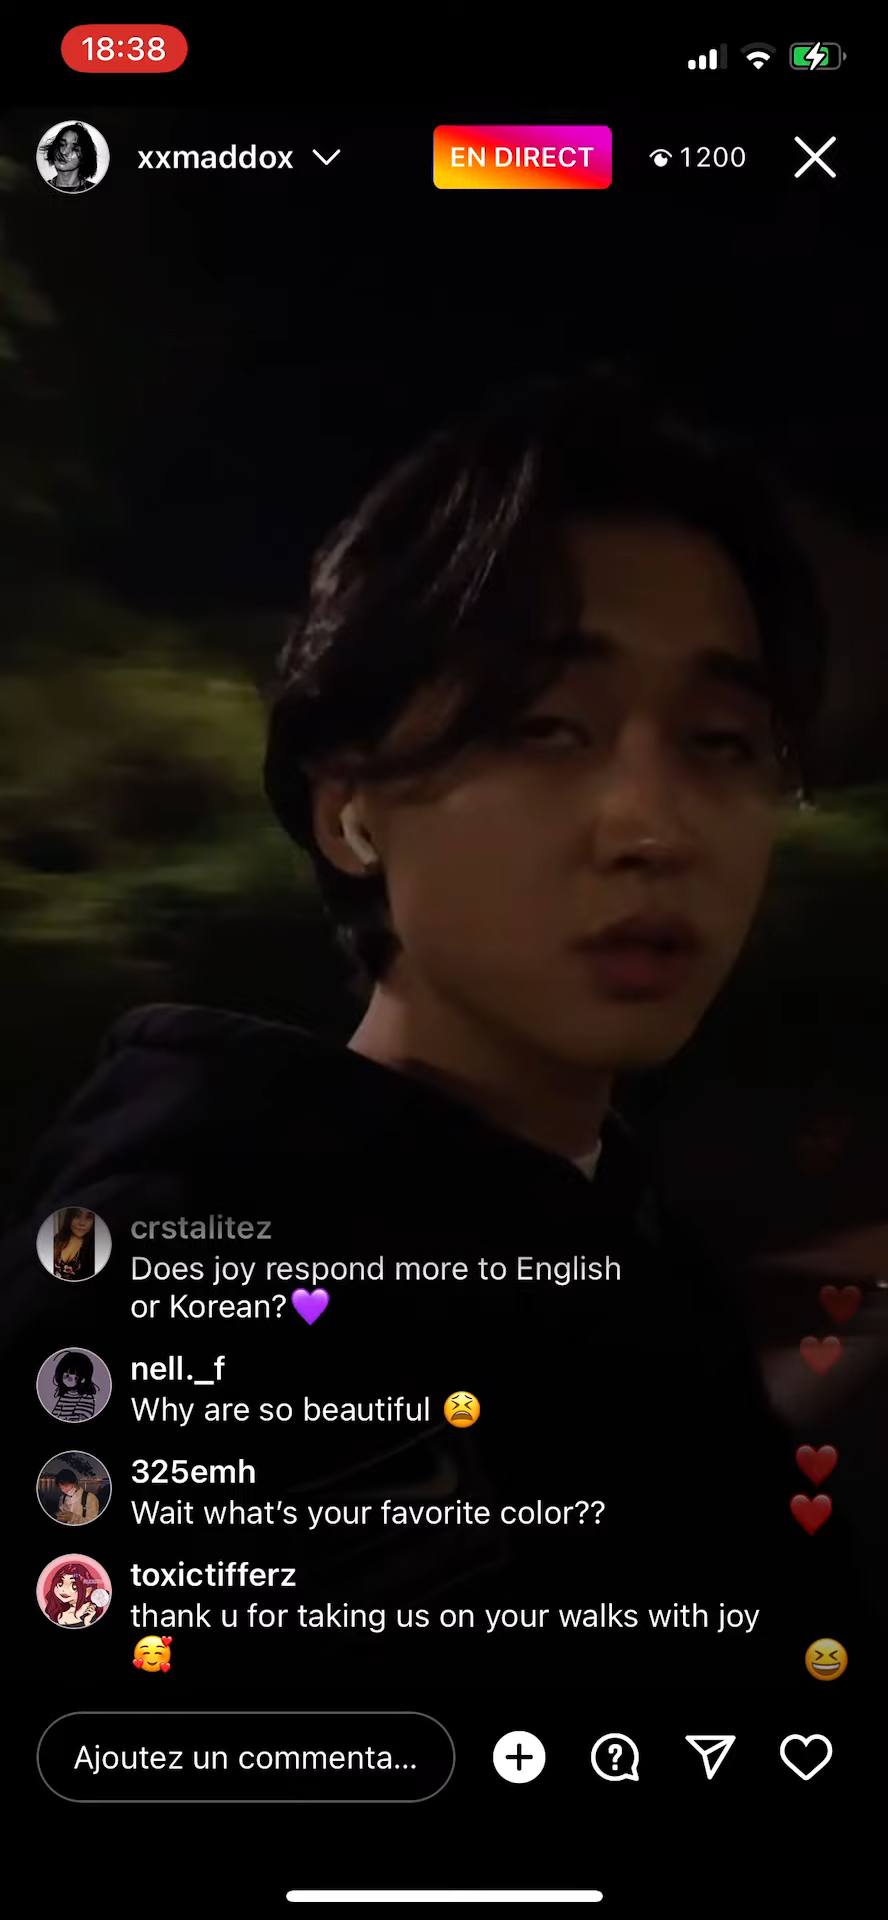 18:38
xxmaddox
EN DIRECT
1200
crstalitez
Does joy respond more to English
or Korean?💜
nell._f
Why are so beautiful 😫
325emh
Wait what’s your favorite color??
toxictifferz
thank u for taking us on your walks with joy
🥰
Ajoutez un commenta...